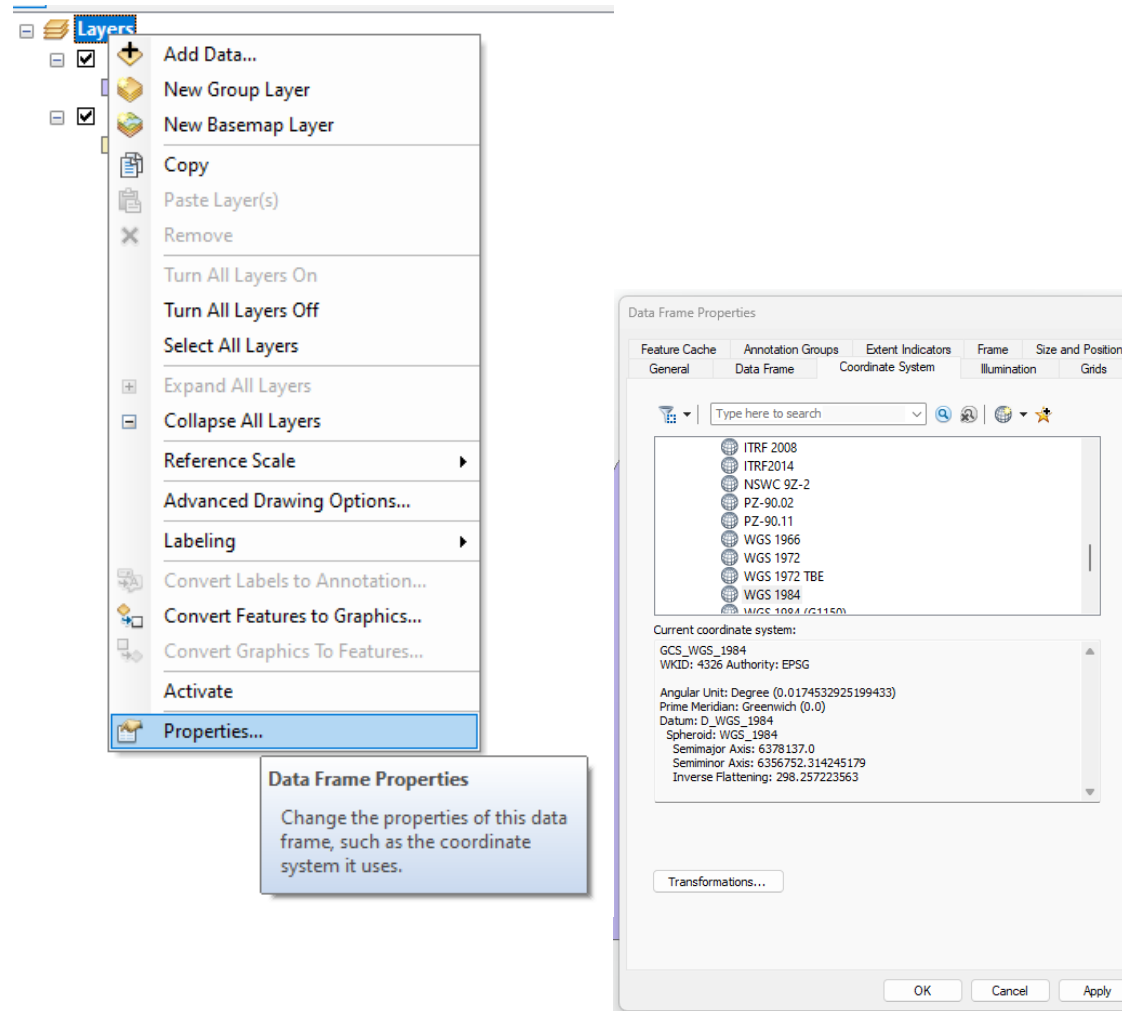 Layers
Add Data...
New Group Layer
New Basemap Layer
Copy
Paste Layer(s)
Remove
Turn All Layers On
Turn All Layers Off
Select All Layers
Expand All Layers
Collapse All Layers
Reference Scale
Advanced Drawing Options...
Labeling
Convert Labels to Annotation...
Convert Features to Graphics...
Convert Graphics To Features...
Activate
Properties...
Data Frame Properties
Change the properties of this data
frame, such as the coordinate
system it uses.
Data Frame Properties
Feature Cache Annotation Groups Extent Indicators Frame Size and Position
General Data Frame Coordinate System Illumination Grids
Type here to search
ITRF 2008
ITRF2014
NSWC 9Z-2
PZ-90.02
PZ-90.11
WGS 1966
WGS 1972
WGS 1972 TBE
WGS 1984
WGS 1984 (G1150)
Current coordinate system:
GCS_WGS_1984
WKID: 4326 Authority: EPSG
Angular Unit: Degree (0.0174532925199433)
Prime Meridian: Greenwich (0.0)
Datum: D_WGS_1984
Spheroid: WGS_1984
Semimajor Axis: 6378137.0
Semiminor Axis: 6356752.314245179
Inverse Flattening: 298.257223563
Transformations...
OK Cancel Apply